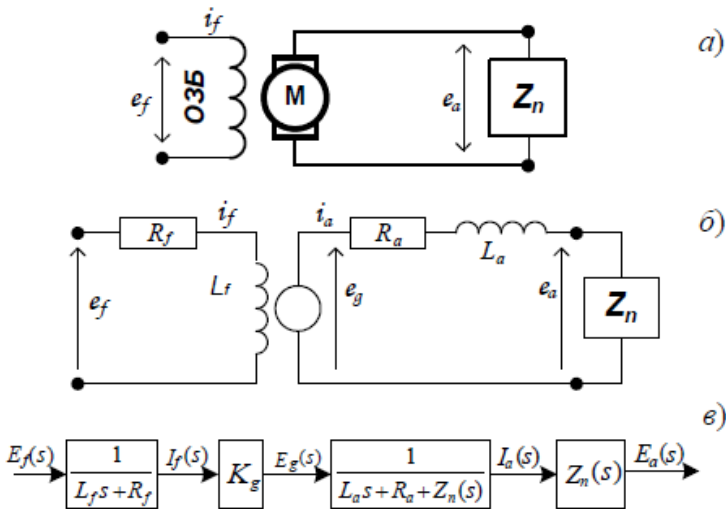 i_f
а)
e_f
ОЗБ
M
e_a
Z_n
б)
R_f
i_f
i_a
R_a
L_a
e_f
L_f
e_g
e_a
Z_n
в)
E_f(s)
1
L_f s + R_f
I_f(s)
K_g
E_g(s)
1
L_a s + R_a + Z_n(s)
I_a(s)
Z_n(s)
E_a(s)